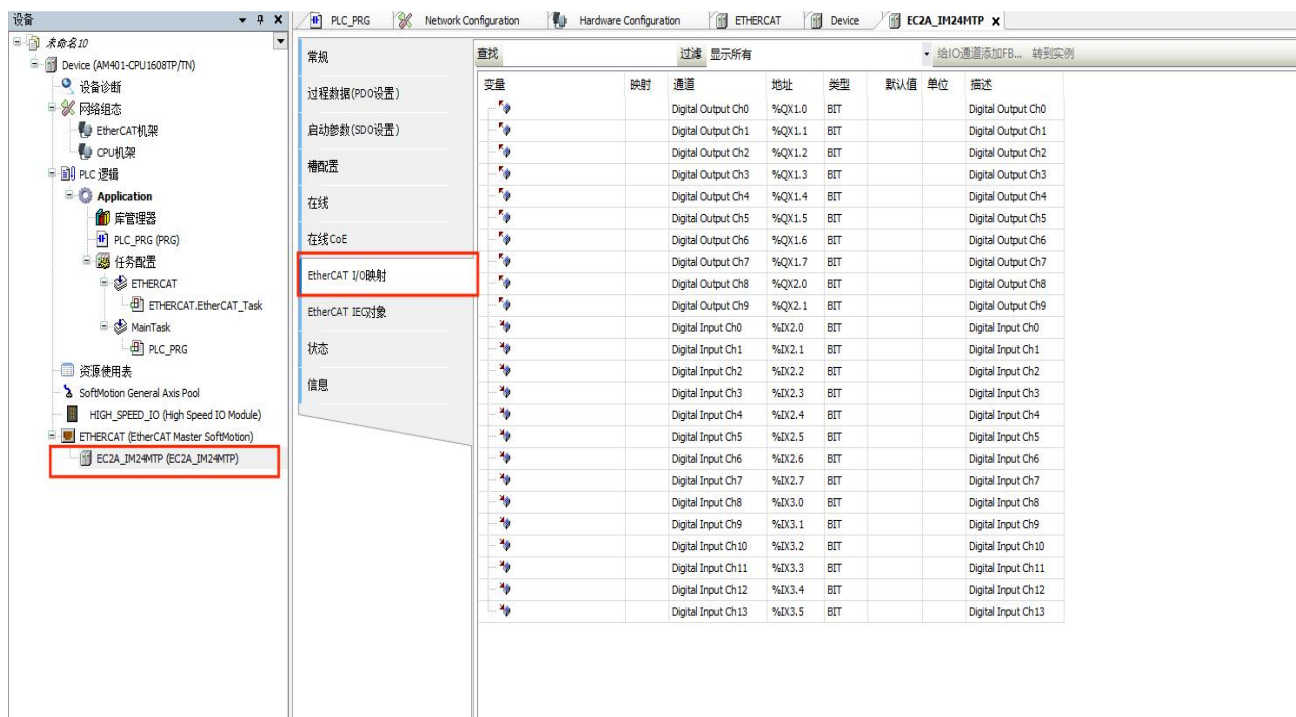 设备
未命名10
Device (AM401-CPU1608TP/TN)
设备诊断
网络组态
EtherCAT机架
CPU机架
PLC 逻辑
Application
库管理器
PLC_PRG (PRG)
任务配置
ETHERCAT
ETHERCAT.EtherCAT_Task
MainTask
PLC_PRG
资源使用表
SoftMotion General Axis Pool
HIGH_SPEED_IO (High Speed IO Module)
ETHERCAT (EtherCAT Master SoftMotion)
EC2A_IM24MTP (EC2A_IM24MTP)
PLC_PRG Network Configuration Hardware Configuration ETHERCAT Device EC2A_IM24MTP
常规
过程数据(PDO设置)
启动参数(SDO设置)
槽配置
在线
在线CoE
EtherCAT I/O映射
EtherCAT IEC对象
状态
信息
查找 过滤 显示所有 给IO通道添加FB... 转到实例
变量 映射 通道 地址 类型 默认值 单位 描述
Digital Output Ch0 %QX1.0 BIT Digital Output Ch0
Digital Output Ch1 %QX1.1 BIT Digital Output Ch1
Digital Output Ch2 %QX1.2 BIT Digital Output Ch2
Digital Output Ch3 %QX1.3 BIT Digital Output Ch3
Digital Output Ch4 %QX1.4 BIT Digital Output Ch4
Digital Output Ch5 %QX1.5 BIT Digital Output Ch5
Digital Output Ch6 %QX1.6 BIT Digital Output Ch6
Digital Output Ch7 %QX1.7 BIT Digital Output Ch7
Digital Output Ch8 %QX2.0 BIT Digital Output Ch8
Digital Output Ch9 %QX2.1 BIT Digital Output Ch9
Digital Input Ch0 %IX2.0 BIT Digital Input Ch0
Digital Input Ch1 %IX2.1 BIT Digital Input Ch1
Digital Input Ch2 %IX2.2 BIT Digital Input Ch2
Digital Input Ch3 %IX2.3 BIT Digital Input Ch3
Digital Input Ch4 %IX2.4 BIT Digital Input Ch4
Digital Input Ch5 %IX2.5 BIT Digital Input Ch5
Digital Input Ch6 %IX2.6 BIT Digital Input Ch6
Digital Input Ch7 %IX2.7 BIT Digital Input Ch7
Digital Input Ch8 %IX3.0 BIT Digital Input Ch8
Digital Input Ch9 %IX3.1 BIT Digital Input Ch9
Digital Input Ch10 %IX3.2 BIT Digital Input Ch10
Digital Input Ch11 %IX3.3 BIT Digital Input Ch11
Digital Input Ch12 %IX3.4 BIT Digital Input Ch12
Digital Input Ch13 %IX3.5 BIT Digital Input Ch13